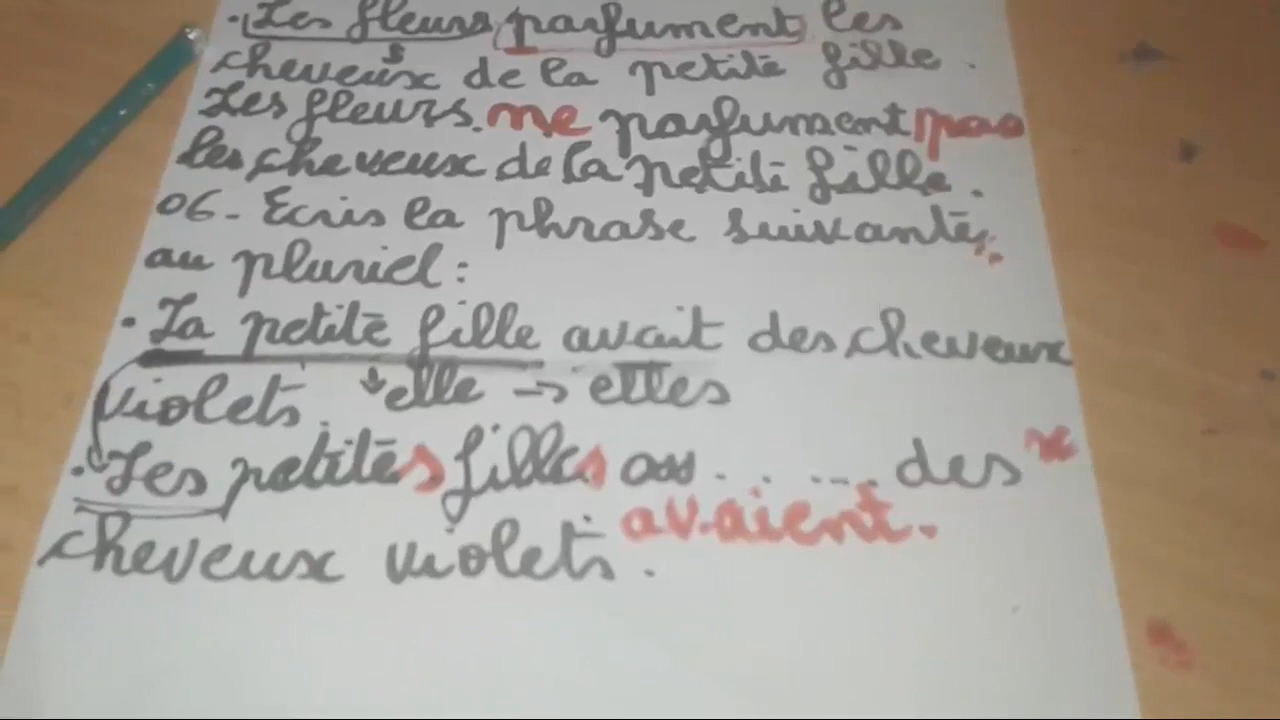 . Les fleurs parfument les
cheveux de la petite fille.
Les fleurs ne parfument pas
les cheveux de la petite fille.
06- Ecris la phrase suivante
au pluriel:
. La petite fille avait des cheveux
violets. elle → elles
. Les petites filles av ........ des
avaient.
cheveux violets.